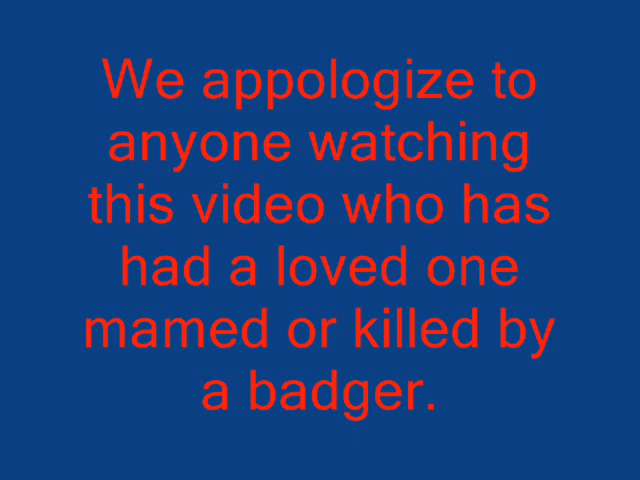 We appologize to
anyone watching
this video who has
had a loved one
mamed or killed by
a badger.